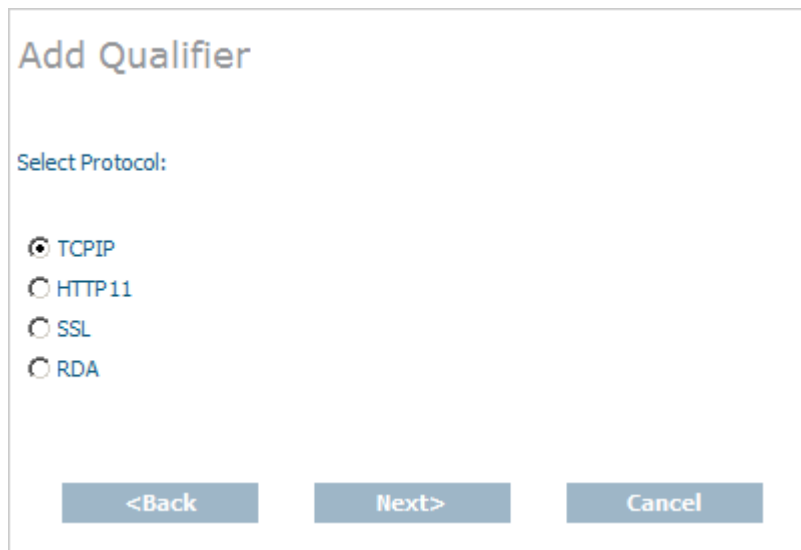 Add Qualifier
Select Protocol:
TCPIP
HTTP11
SSL
RDA
<Back Next> Cancel